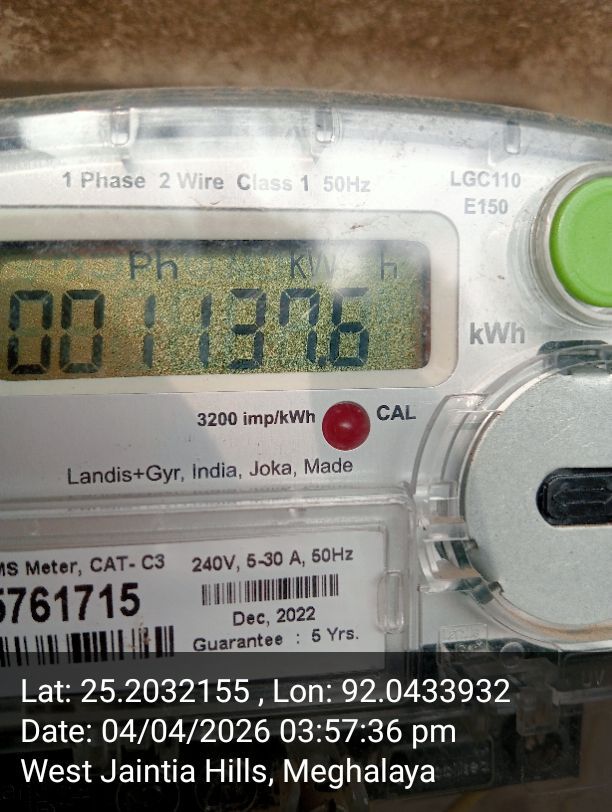 1 Phase 2 Wire Class 1 50Hz
LGC110
E150
Ph kW h
0011376
kWh
3200 imp/kWh
CAL
Landis+Gyr, India, Joka, Made
MS Meter, CAT- C3
5761715
240V, 5-30 A, 50Hz
Dec, 2022
Guarantee : 5 Yrs.
Lat: 25.2032155 , Lon: 92.0433932
Date: 04/04/2026 03:57:36 pm
West Jaintia Hills, Meghalaya